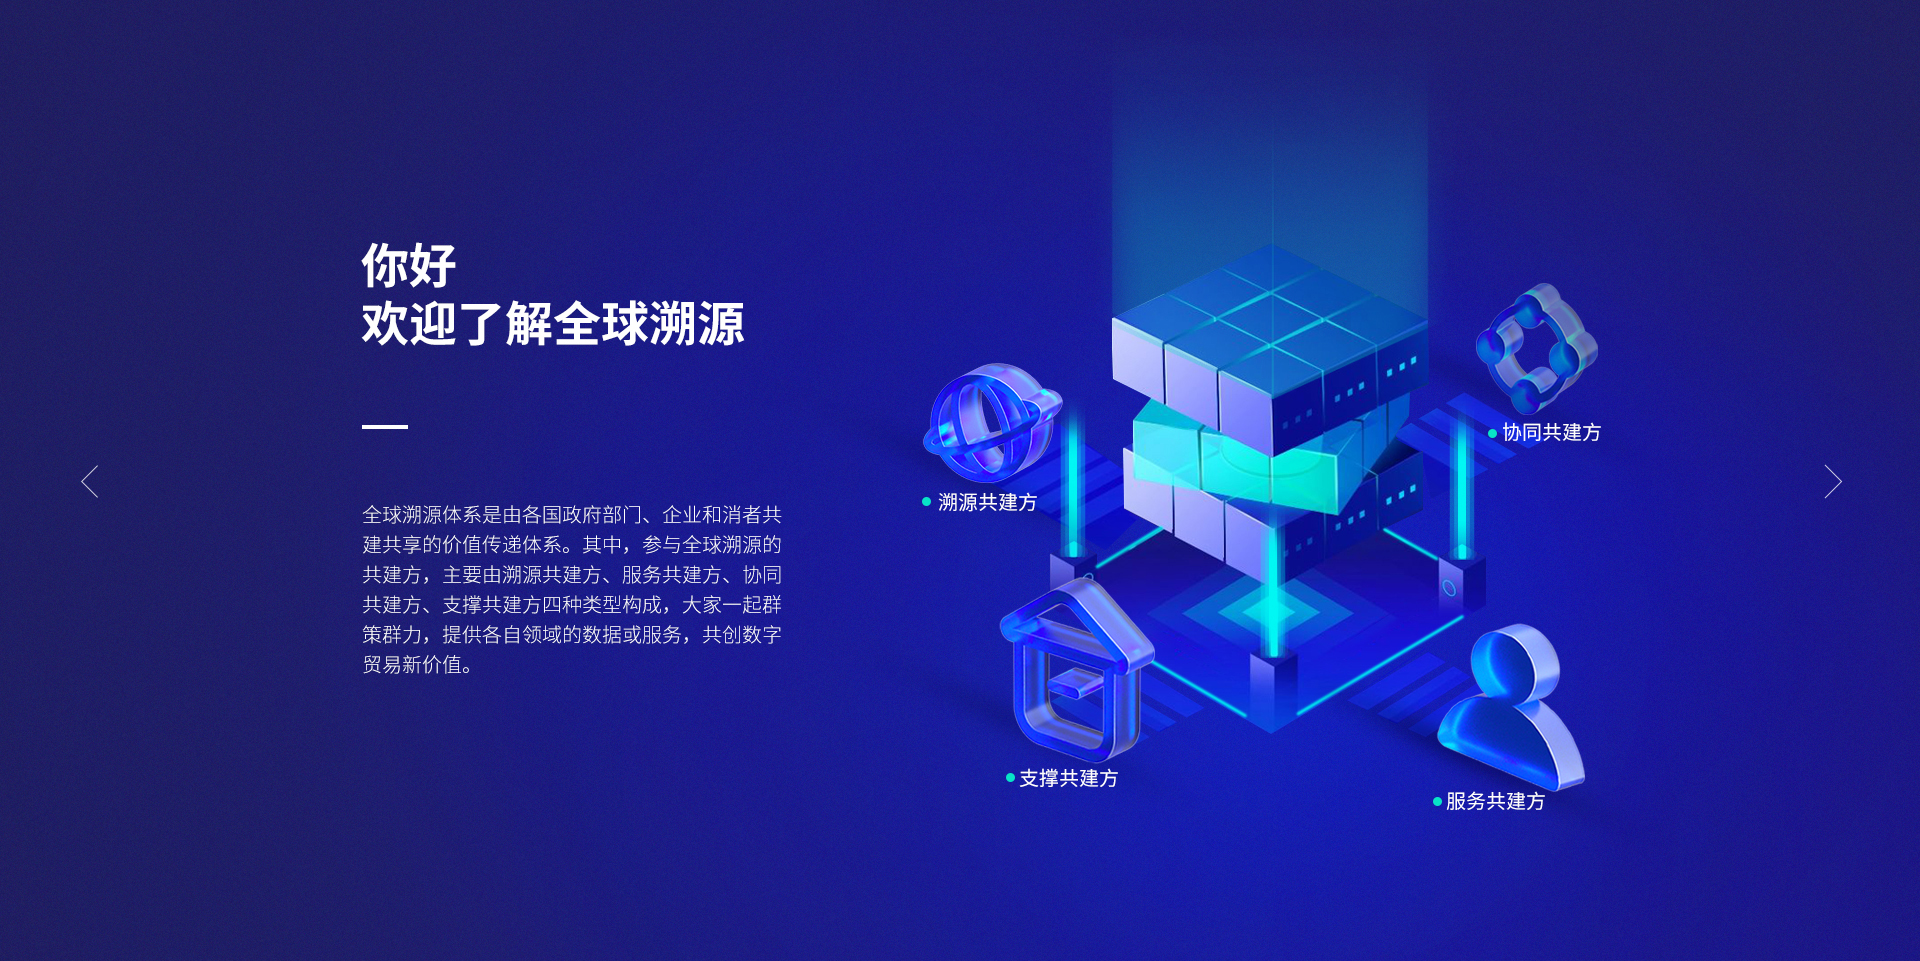 你好
欢迎了解全球溯源
全球溯源体系是由各国政府部门、企业和消者共
建共享的价值传递体系。其中，参与全球溯源的
共建方，主要由溯源共建方、服务共建方、协同
共建方、支撑共建方四种类型构成，大家一起群
策群力，提供各自领域的数据或服务，共创数字
贸易新价值。
协同共建方
溯源共建方
支撑共建方
服务共建方